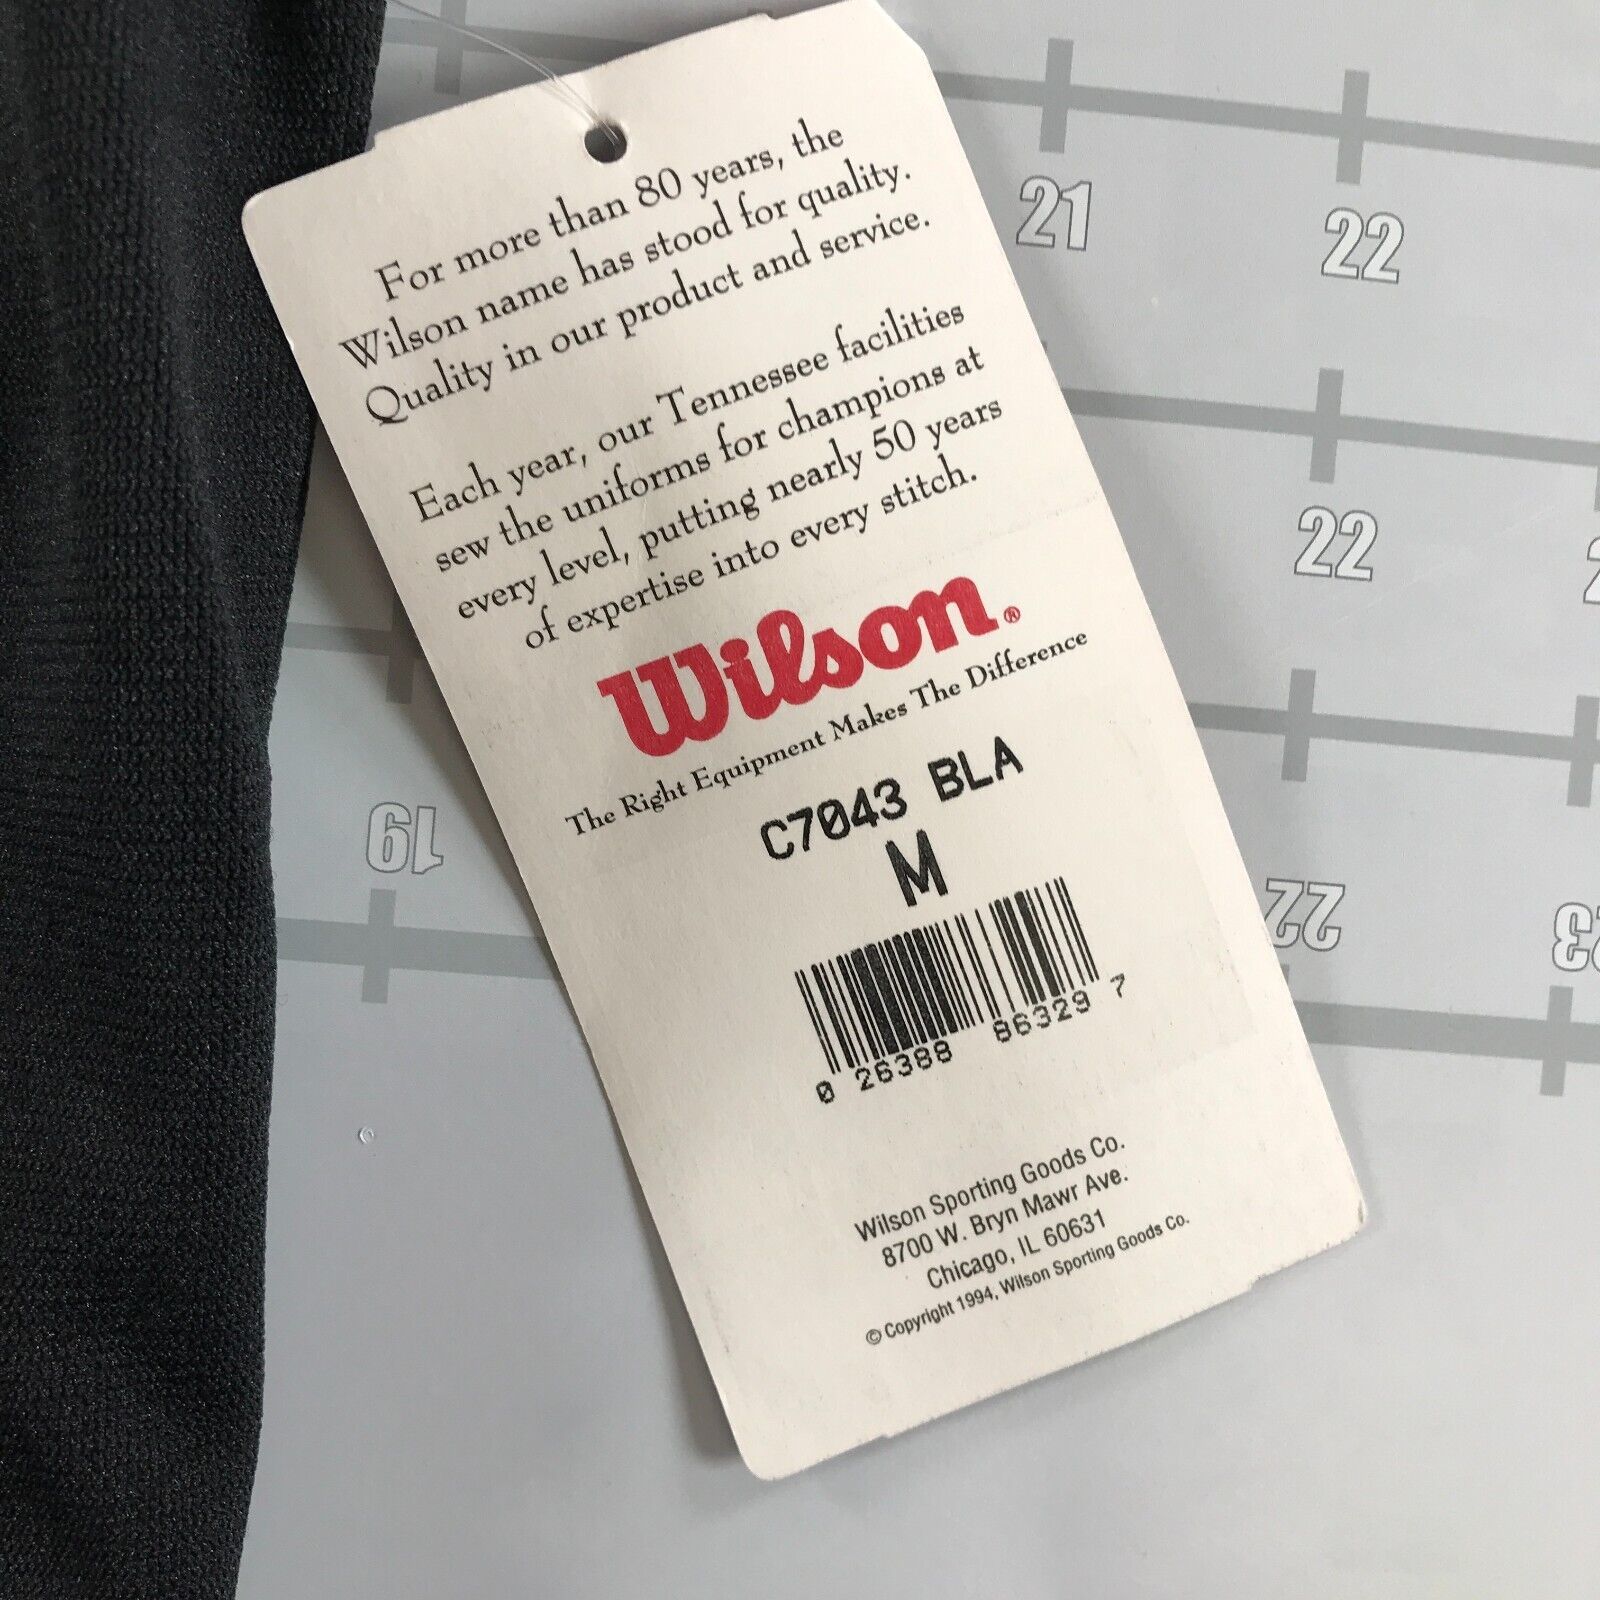 For more than 80 years, the
Wilson name has stood for quality.
Quality in our product and service.
Each year, our Tennessee facilities
sew the uniforms for champions at
every level, putting nearly 50 years
of expertise into every stitch.
Wilson®
The Right Equipment Makes The Difference
C7043 BLA
M
0 26388 86329 7
Wilson Sporting Goods Co.
8700 W. Bryn Mawr Ave.
Chicago, IL 60631
© Copyright 1994, Wilson Sporting Goods Co.
21
22
22
19
22
23